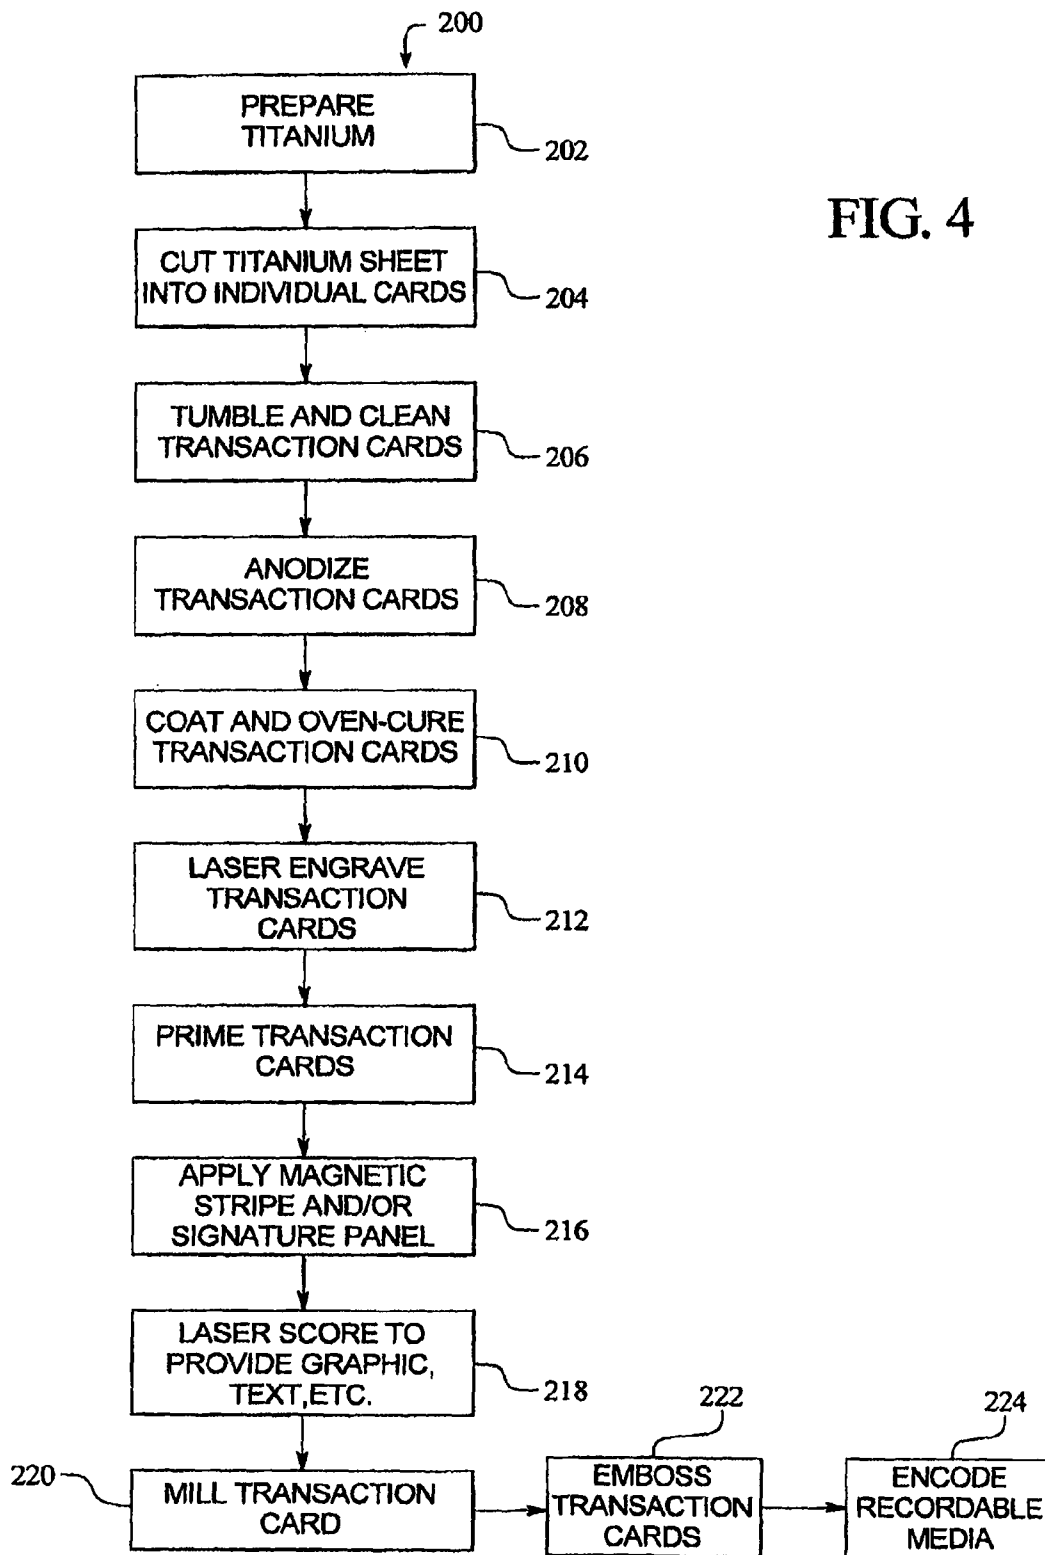 200
PREPARE
TITANIUM
202
FIG. 4
CUT TITANIUM SHEET
INTO INDIVIDUAL CARDS
204
TUMBLE AND CLEAN
TRANSACTION CARDS
206
ANODIZE
TRANSACTION CARDS
208
COAT AND OVEN-CURE
TRANSACTION CARDS
210
LASER ENGRAVE
TRANSACTION
CARDS
212
PRIME TRANSACTION
CARDS
214
APPLY MAGNETIC
STRIPE AND/OR
SIGNATURE PANEL
216
LASER SCORE TO
PROVIDE GRAPHIC,
TEXT,ETC.
218
220
MILL TRANSACTION
CARD
222
EMBOSS
TRANSACTION
CARDS
224
ENCODE
RECORDABLE
MEDIA